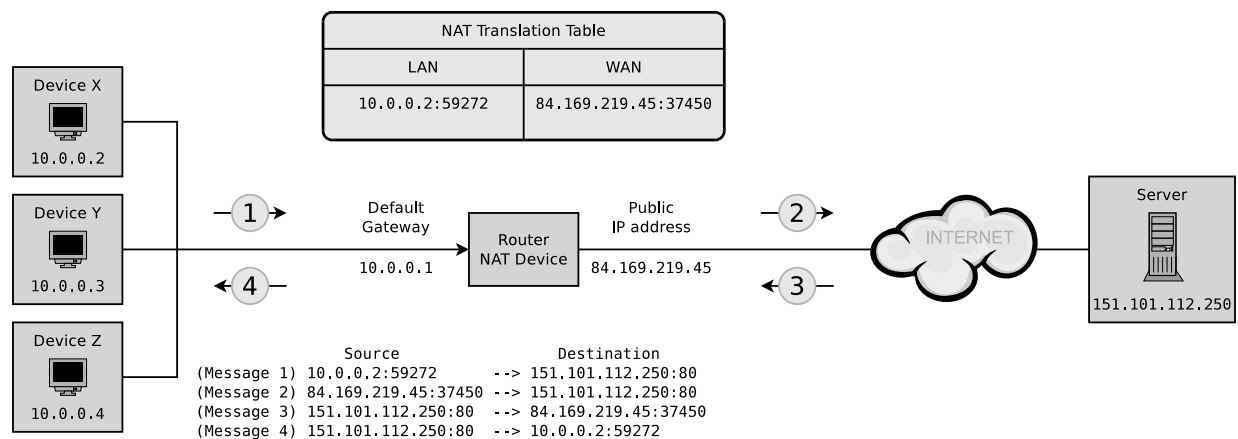 NAT Translation Table
LAN WAN
10.0.0.2:59272 84.169.219.45:37450
Device X
10.0.0.2
Device Y
10.0.0.3
Device Z
10.0.0.4
1
4
Default
Gateway
10.0.0.1
Router
NAT Device
Public
IP address
84.169.219.45
2
3
INTERNET
Server
151.101.112.250
Source Destination
(Message 1) 10.0.0.2:59272 --> 151.101.112.250:80
(Message 2) 84.169.219.45:37450 --> 151.101.112.250:80
(Message 3) 151.101.112.250:80 --> 84.169.219.45:37450
(Message 4) 151.101.112.250:80 --> 10.0.0.2:59272